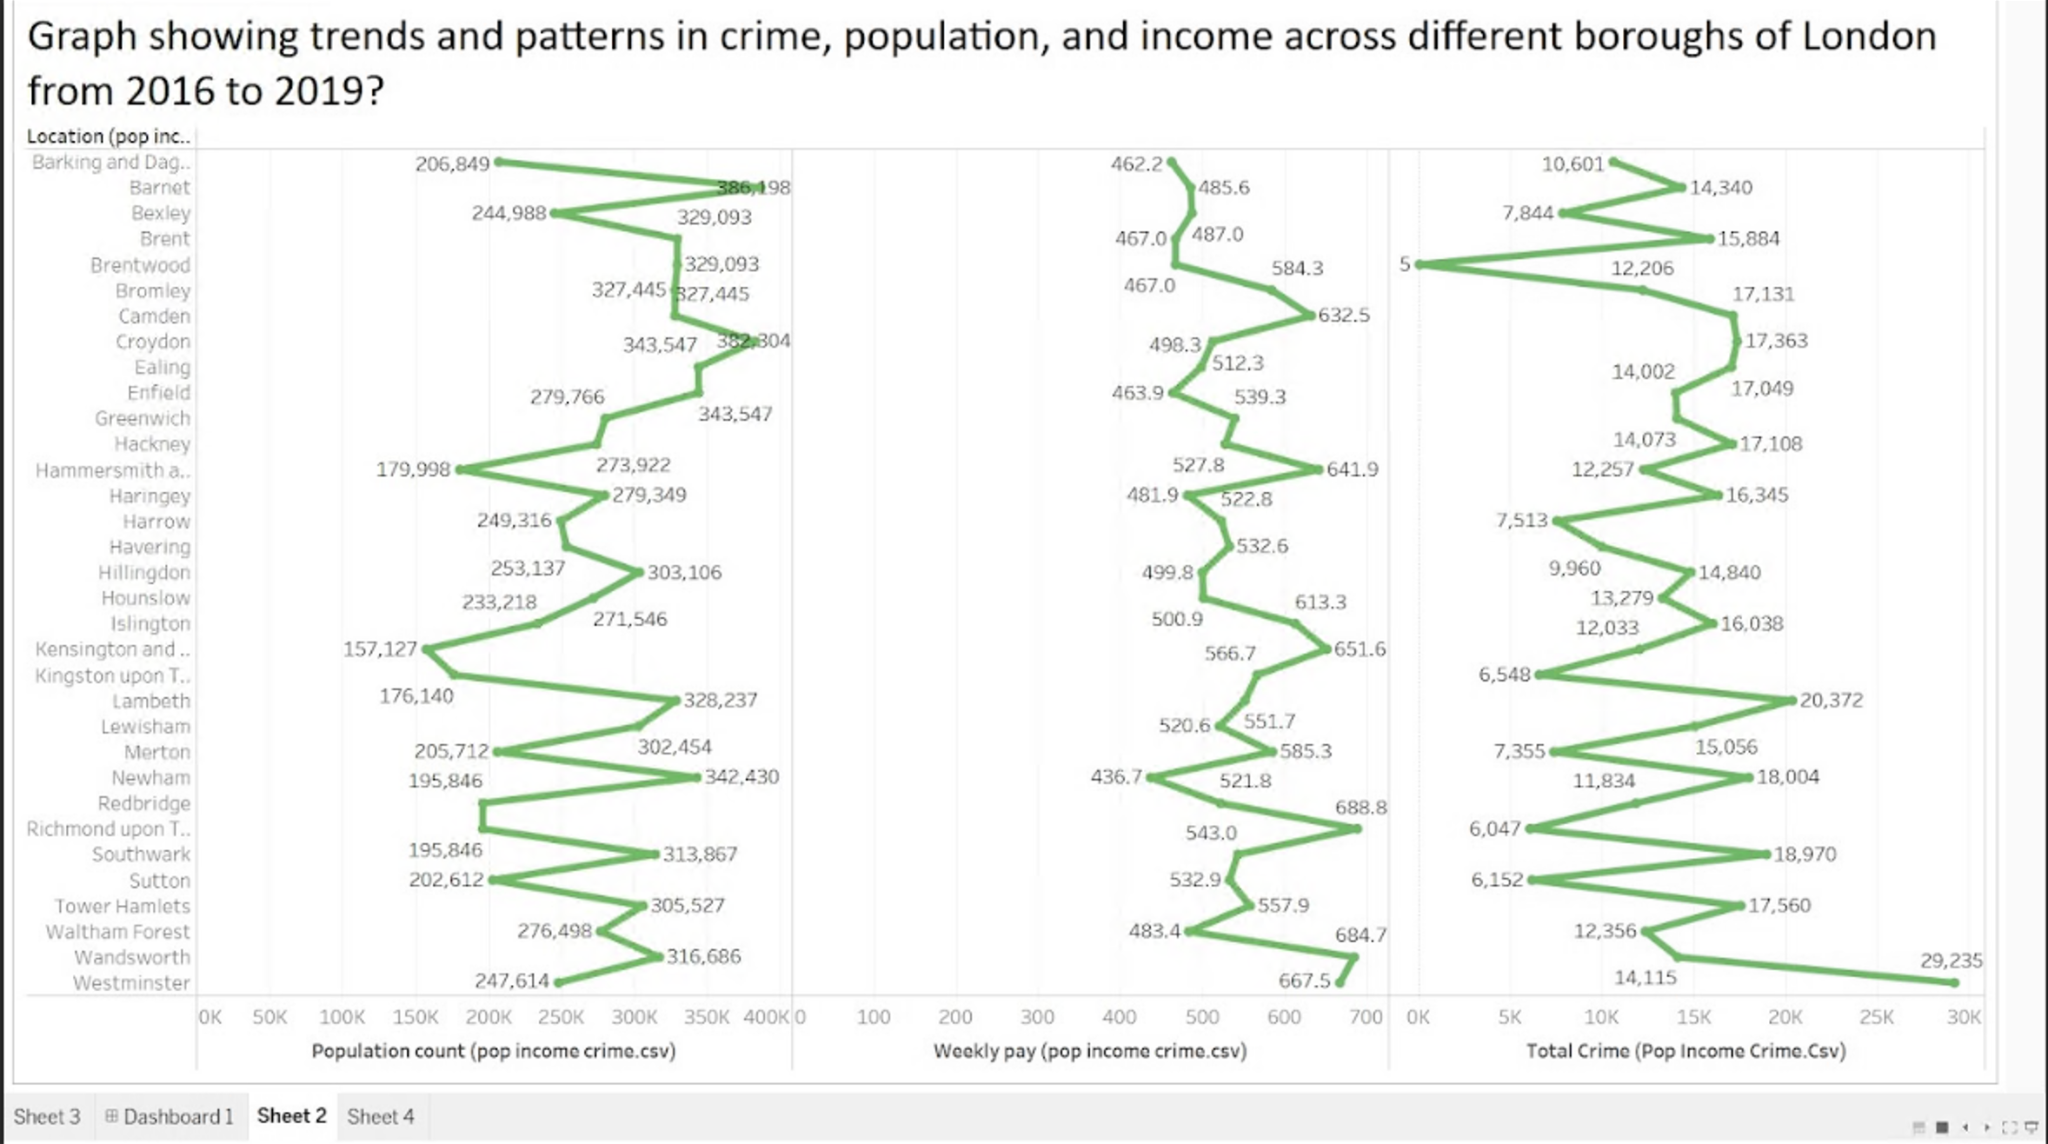 Graph showing trends and patterns in crime, population, and income across different boroughs of London
from 2016 to 2019?
Location (pop inc..
Barking and Dag.. 206,849 462.2 10,601
Barnet 386,198 485.6 14,340
Bexley 244,988 487.0 7,844
Brent 329,093 467.0 15,884
Brentwood 329,093 467.0 5
Bromley 327,445 584.3 12,206
Camden 327,445 632.5 17,131
Croydon 382,304 512.3 17,363
Ealing 343,547 498.3 17,049
Enfield 343,547 463.9 14,002
Greenwich 279,766 539.3 14,073
Hackney 273,922 527.8 17,108
Hammersmith a.. 179,998 641.9 12,257
Haringey 279,349 481.9 16,345
Harrow 249,316 522.8 7,513
Havering 253,137 532.6 9,960
Hillingdon 303,106 499.8 14,840
Hounslow 271,546 500.9 13,279
Islington 233,218 613.3 16,038
Kensington and .. 157,127 651.6 12,033
Kingston upon T.. 176,140 566.7 6,548
Lambeth 328,237 551.7 20,372
Lewisham 302,454 520.6 15,056
Merton 205,712 585.3 7,355
Newham 342,430 436.7 18,004
Redbridge 195,846 521.8 11,834
Richmond upon T.. 195,846 688.8 6,047
Southwark 313,867 543.0 18,970
Sutton 202,612 532.9 6,152
Tower Hamlets 305,527 557.9 17,560
Waltham Forest 276,498 483.4 12,356
Wandsworth 316,686 684.7 14,115
Westminster 247,614 667.5 29,235
0K 50K 100K 150K 200K 250K 300K 350K 400K 0 100 200 300 400 500 600 700 0K 5K 10K 15K 20K 25K 30K
Population count (pop income crime.csv) Weekly pay (pop income crime.csv) Total Crime (Pop Income Crime.Csv)
Sheet 3 Dashboard 1 Sheet 2 Sheet 4